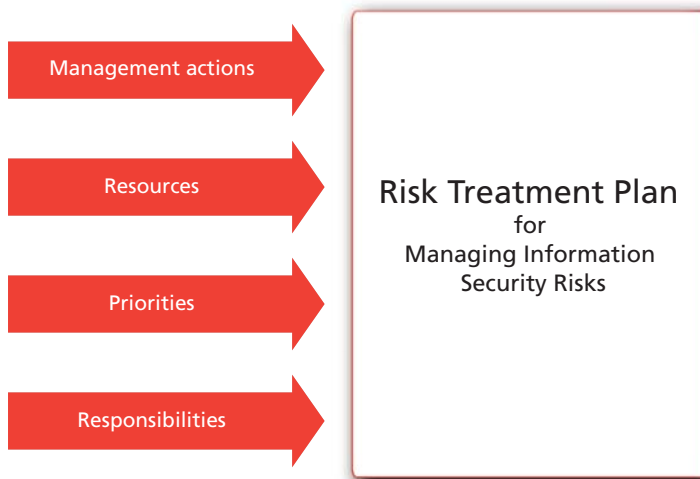 Management actions
Resources
Priorities
Responsibilities
Risk Treatment Plan
for
Managing Information
Security Risks